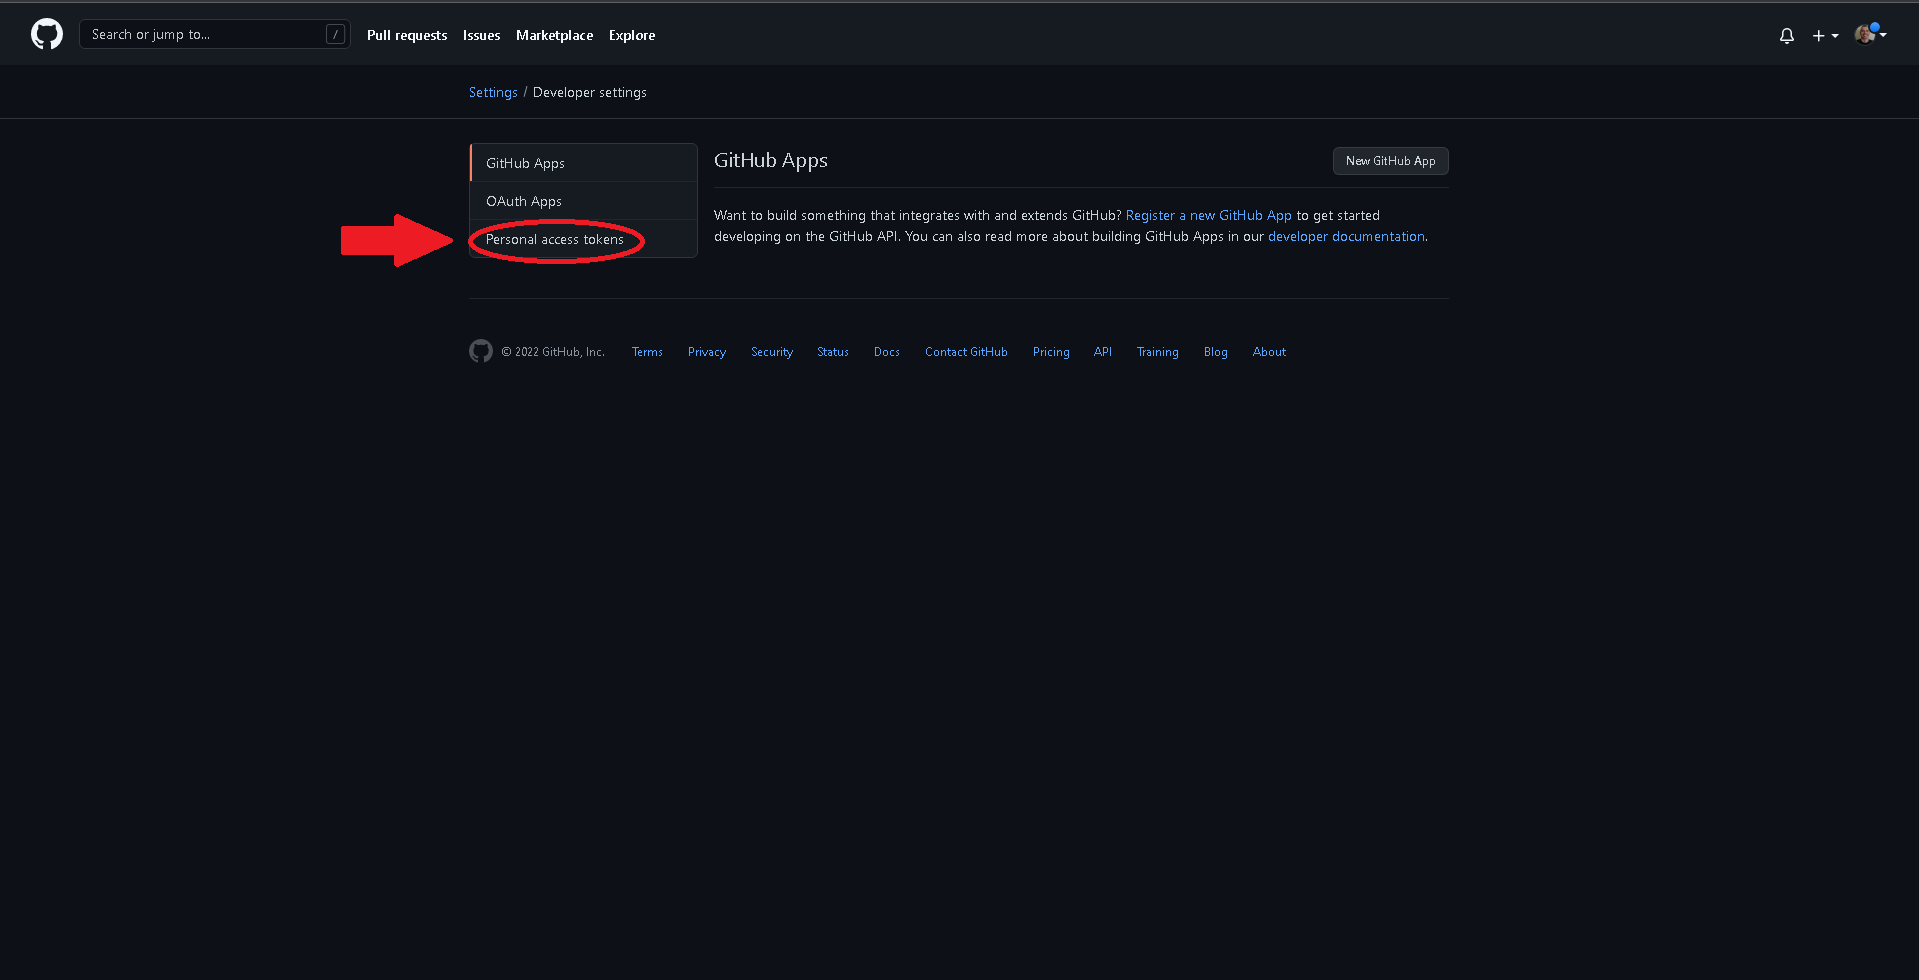 Search or jump to... /
Pull requests Issues Marketplace Explore
Settings / Developer settings
GitHub Apps
OAuth Apps
Personal access tokens
GitHub Apps
New GitHub App
Want to build something that integrates with and extends GitHub? Register a new GitHub App to get started
developing on the GitHub API. You can also read more about building GitHub Apps in our developer documentation.
© 2022 GitHub, Inc. Terms Privacy Security Status Docs Contact GitHub Pricing API Training Blog About